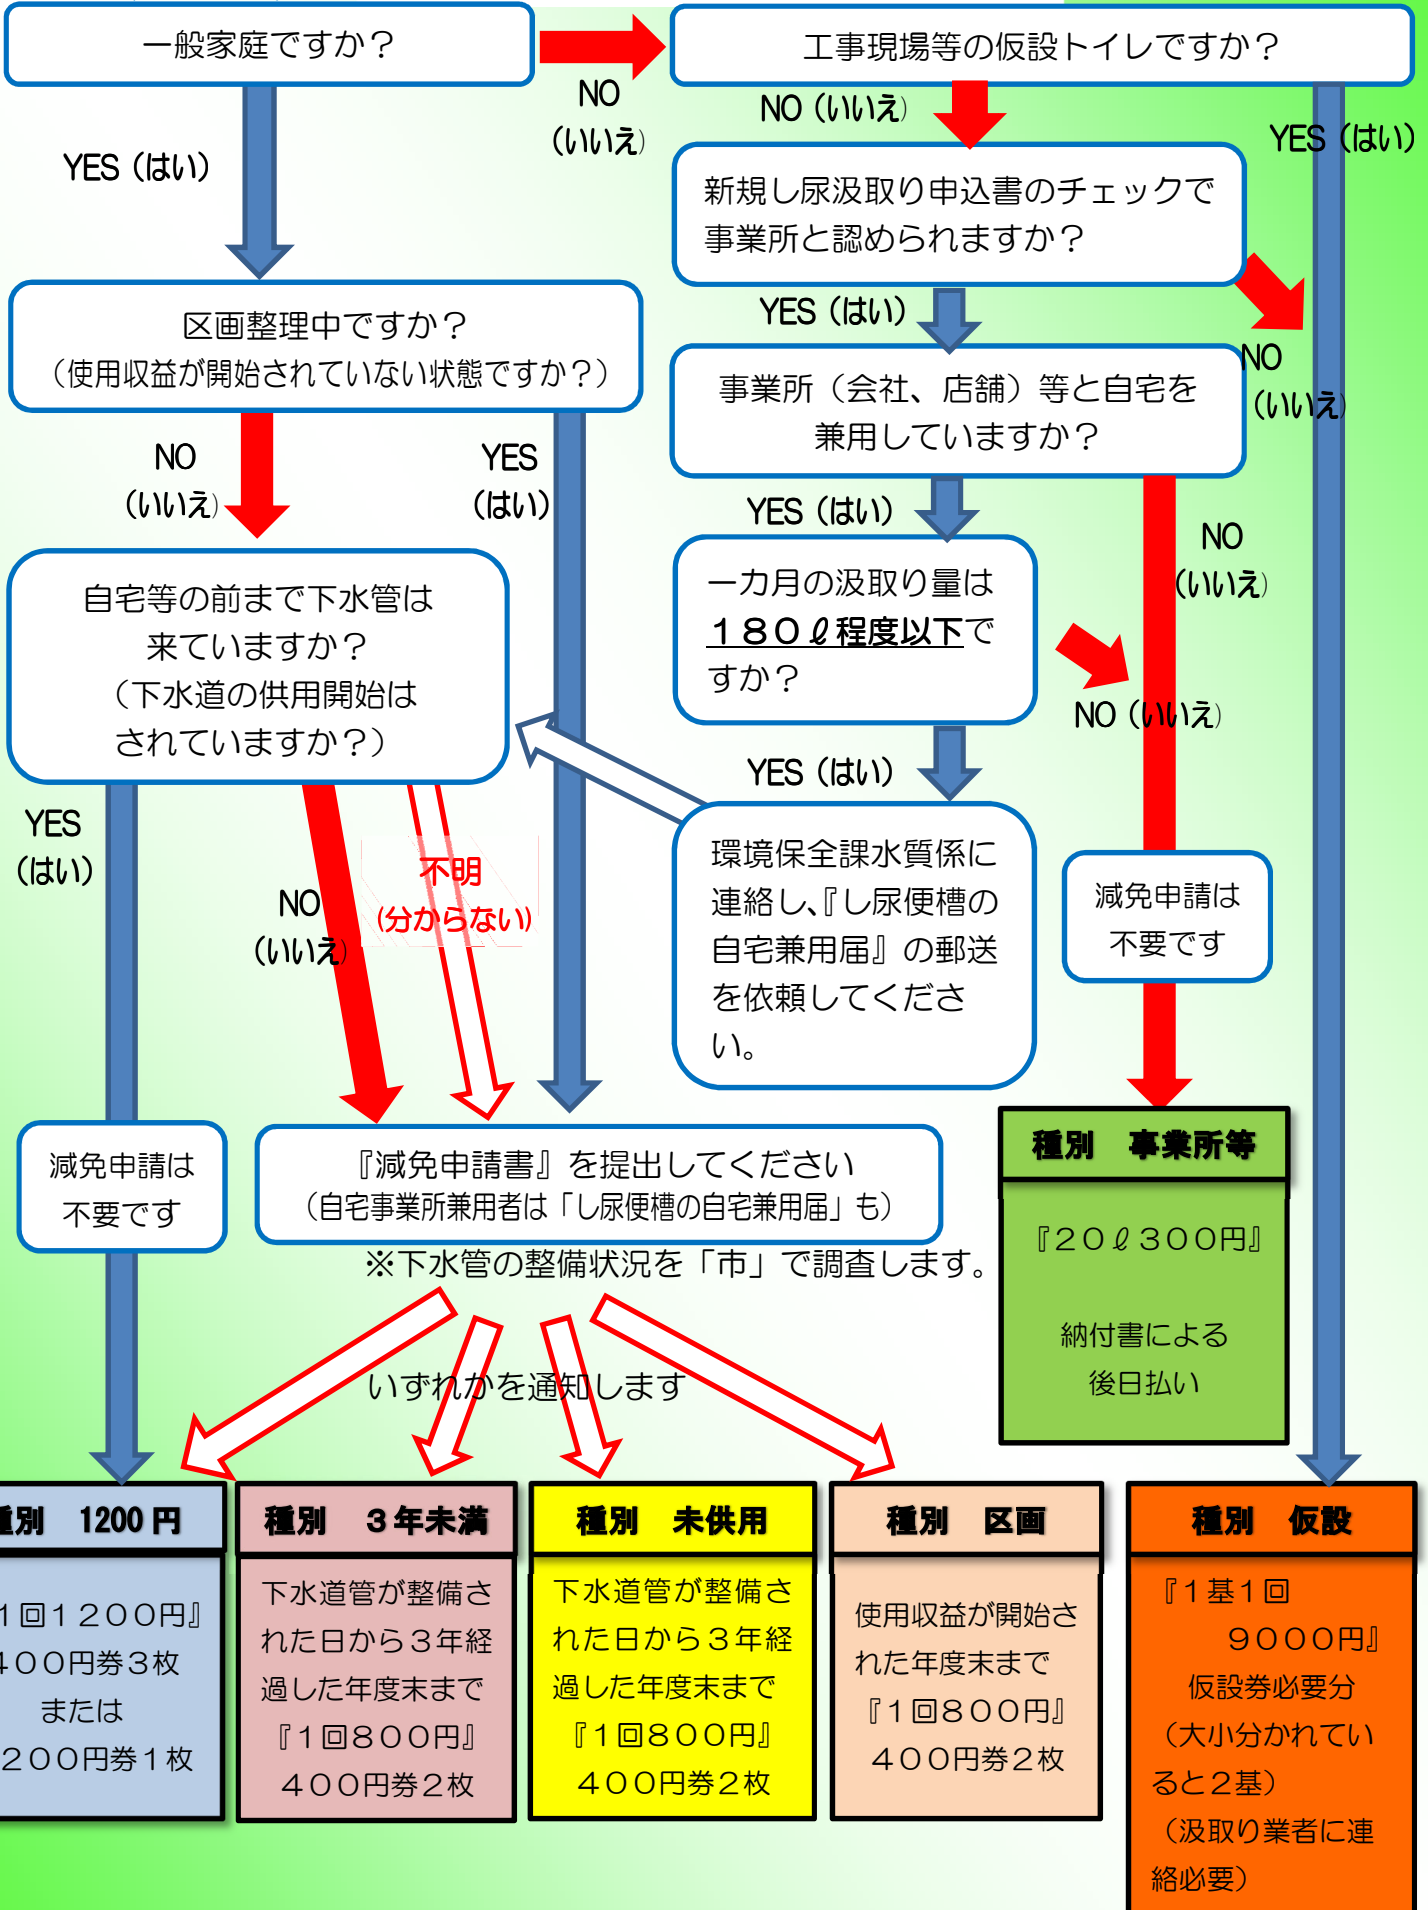 一般家庭ですか？
工事現場等の仮設トイレですか？
NO
（いいえ）
NO（いいえ）
YES（はい）
YES（はい）
新規し尿汲取り申込書のチェックで
事業所と認められますか？
YES（はい）
NO
（いいえ）
区画整理中ですか？
（使用収益が開始されていない状態ですか？）
事業所（会社、店舗）等と自宅を
兼用していますか？
NO
（いいえ）
YES
（はい）
YES（はい）
NO
（いいえ）
自宅等の前まで下水管は
来ていますか？
（下水道の供用開始は
されていますか？）
一カ月の汲取り量は
１８０ℓ程度以下で
すか？
NO（いいえ）
YES（はい）
YES
（はい）
NO
（いいえ）
不明
(分からない)
環境保全課水質係に
連絡し、『し尿便槽の
自宅兼用届』の郵送
を依頼してくださ
い。
減免申請は
不要です
減免申請は
不要です
『減免申請書』を提出してください
（自宅事業所兼用者は「し尿便槽の自宅兼用届」も）
※下水管の整備状況を「市」で調査します。
いずれかを通知します
種別　事業所等
『２０ℓ３００円』
納付書による
後日払い
別　1200 円
１回１２００円』
４００円券３枚
または
２００円券１枚
種別　３年未満
下水道管が整備さ
れた日から３年経
過した年度末まで
『１回８００円』
４００円券２枚
種別　未供用
下水道管が整備さ
れた日から３年経
過した年度末まで
『１回８００円』
４００円券２枚
種別　区画
使用収益が開始さ
れた年度末まで
『１回８００円』
４００円券２枚
種別　仮設
『１基１回
９０００円』
仮設券必要分
（大小分かれてい
ると２基）
（汲取り業者に連
絡必要）